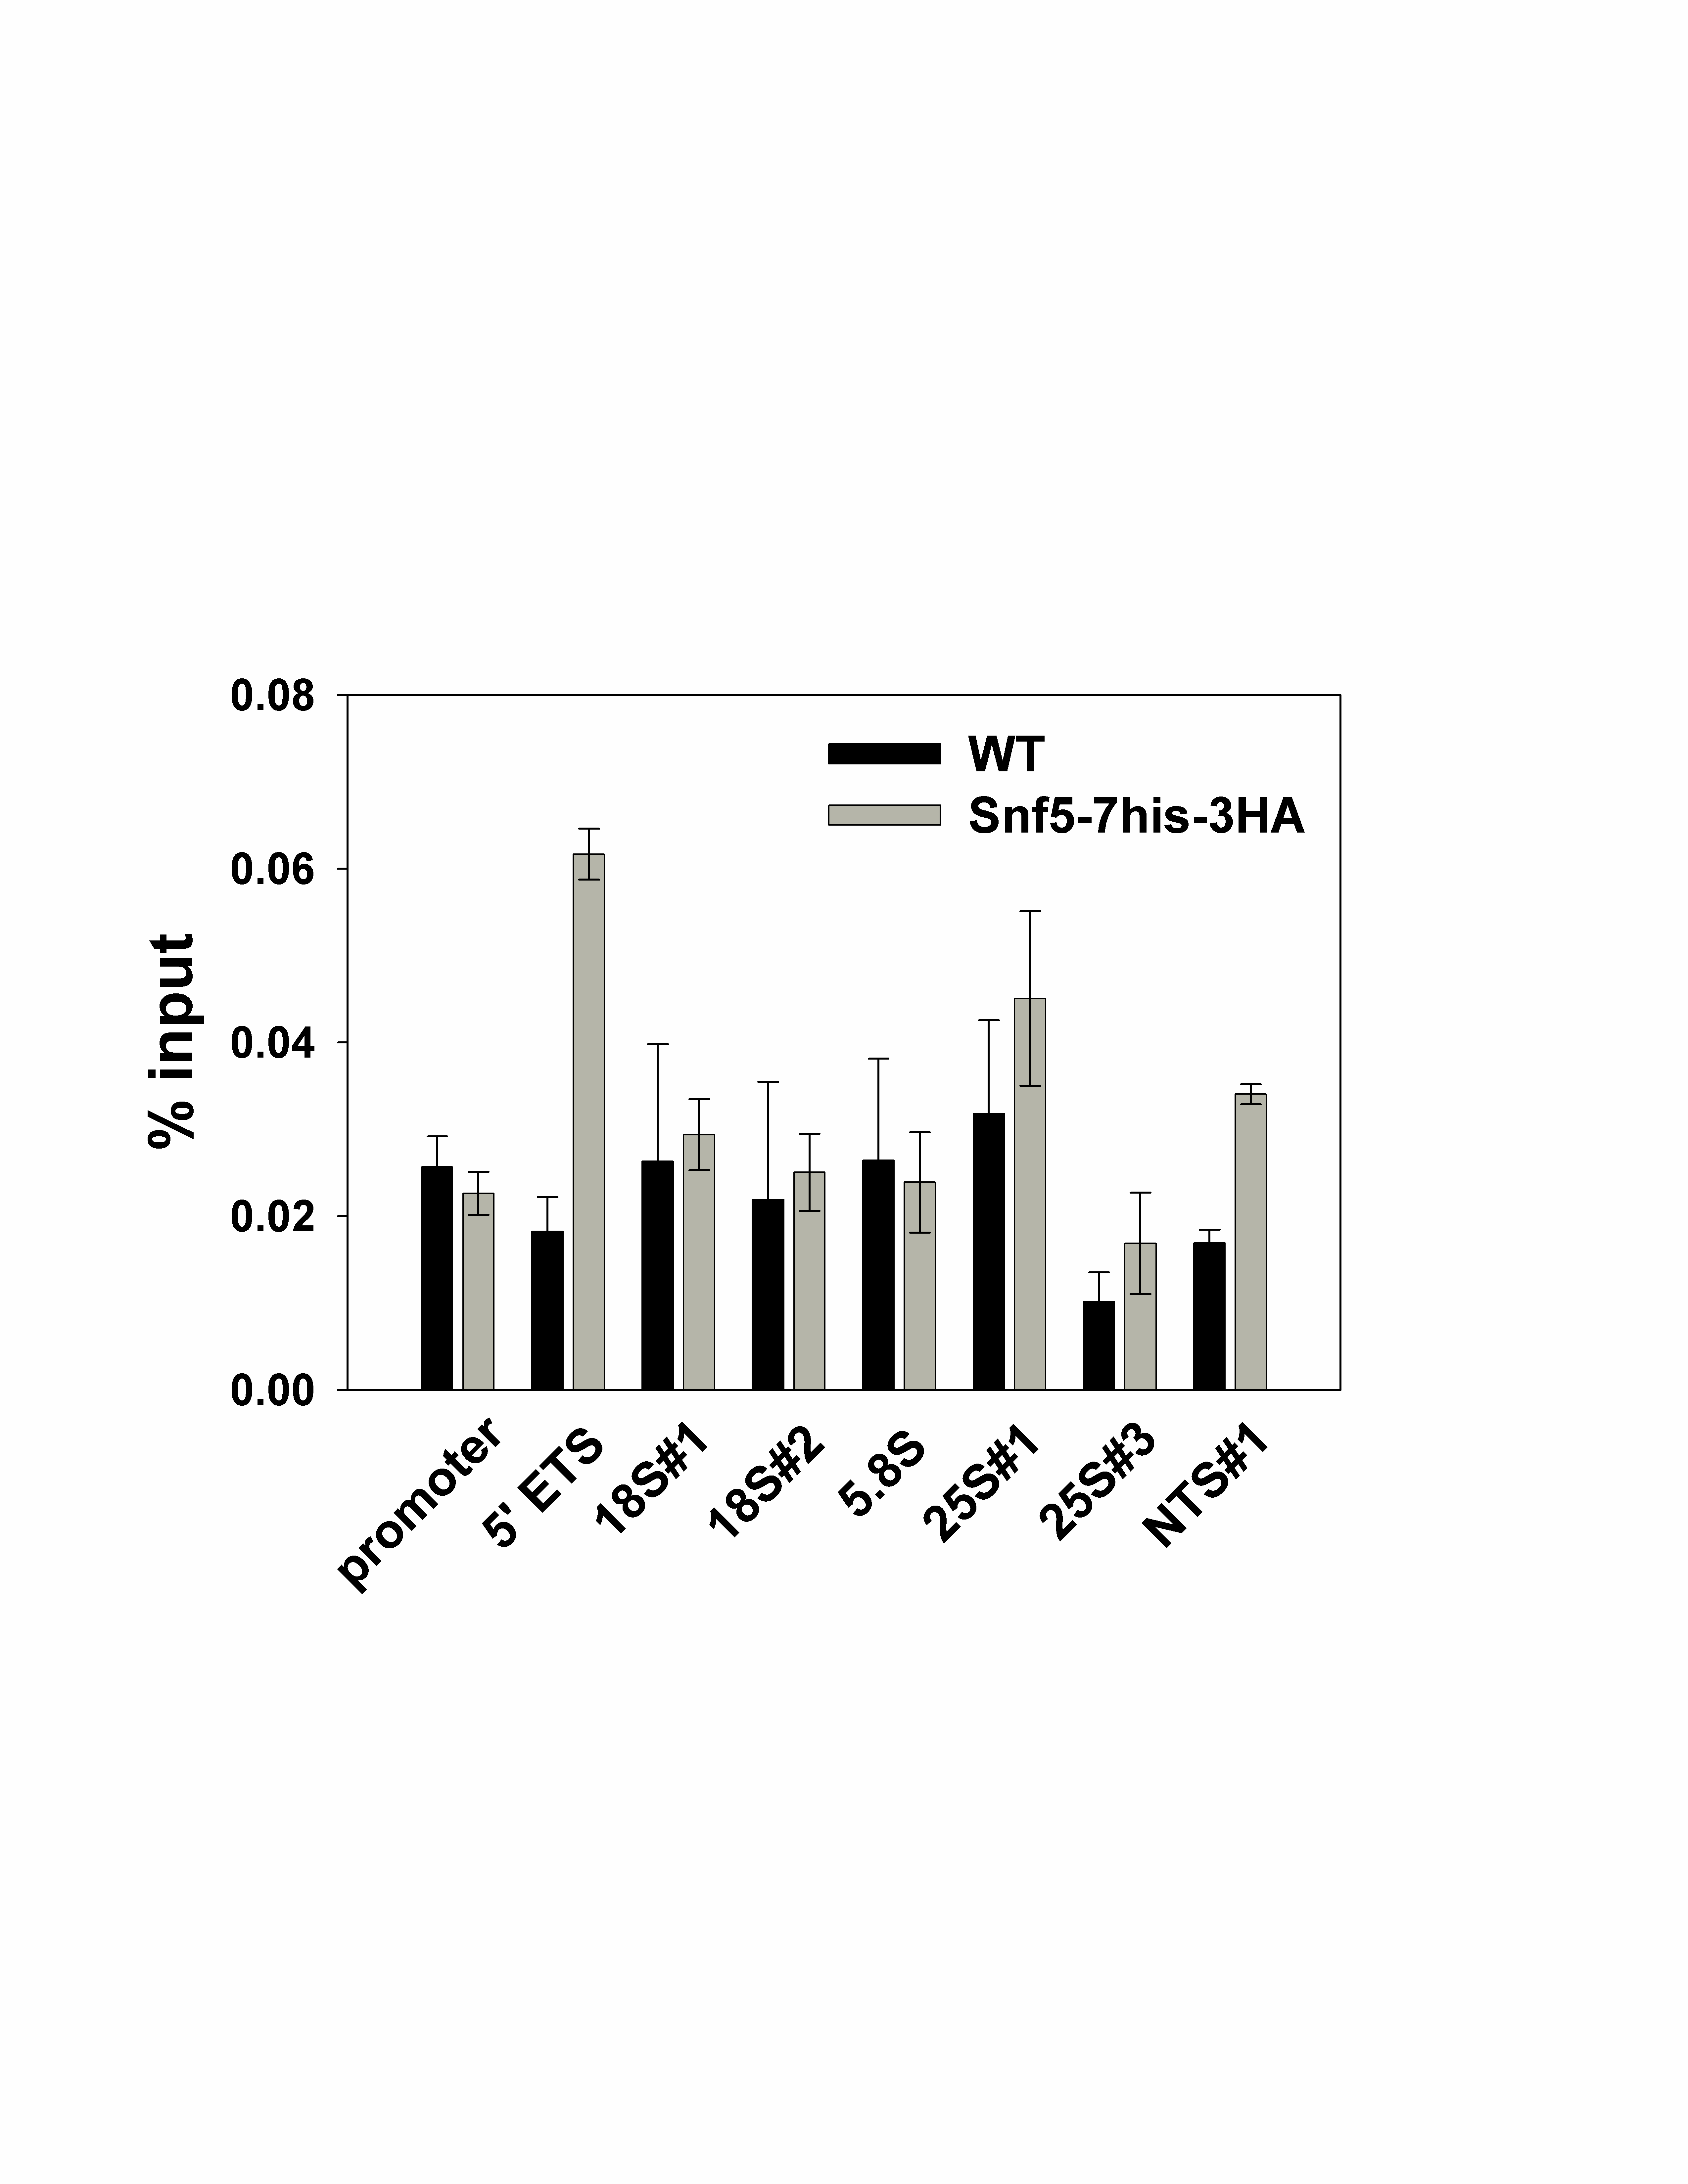 0.08
0.06
0.04
0.02
0.00
% input
WT
Snf5-7his-3HA
promoter
5' ETS
18S#1
18S#2
5.8S
25S#1
25S#3
NTS#1